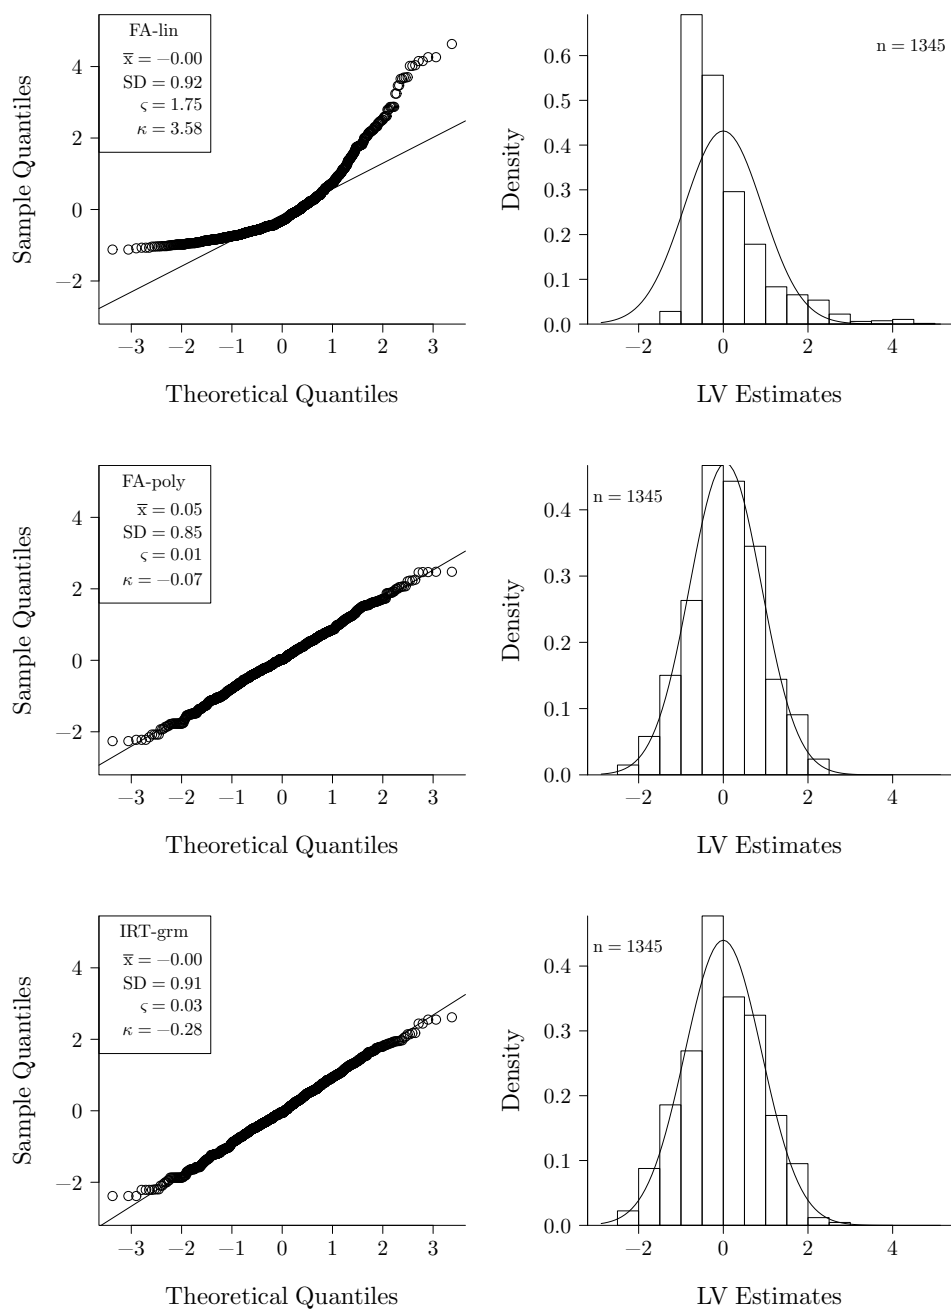 FA-lin
x̅ = −0.00
SD = 0.92
ς = 1.75
κ = 3.58
Sample Quantiles
4
2
0
−2
−3 −2 −1 0 1 2 3
Theoretical Quantiles
n = 1345
Density
0.6
0.5
0.4
0.3
0.2
0.1
0.0
−2 0 2 4
LV Estimates
FA-poly
x̅ = 0.05
SD = 0.85
ς = 0.01
κ = −0.07
Sample Quantiles
4
2
0
−2
−3 −2 −1 0 1 2 3
Theoretical Quantiles
n = 1345
Density
0.4
0.3
0.2
0.1
0.0
−2 0 2 4
LV Estimates
IRT-grm
x̅ = −0.00
SD = 0.91
ς = 0.03
κ = −0.28
Sample Quantiles
4
2
0
−2
−3 −2 −1 0 1 2 3
Theoretical Quantiles
n = 1345
Density
0.4
0.3
0.2
0.1
0.0
−2 0 2 4
LV Estimates